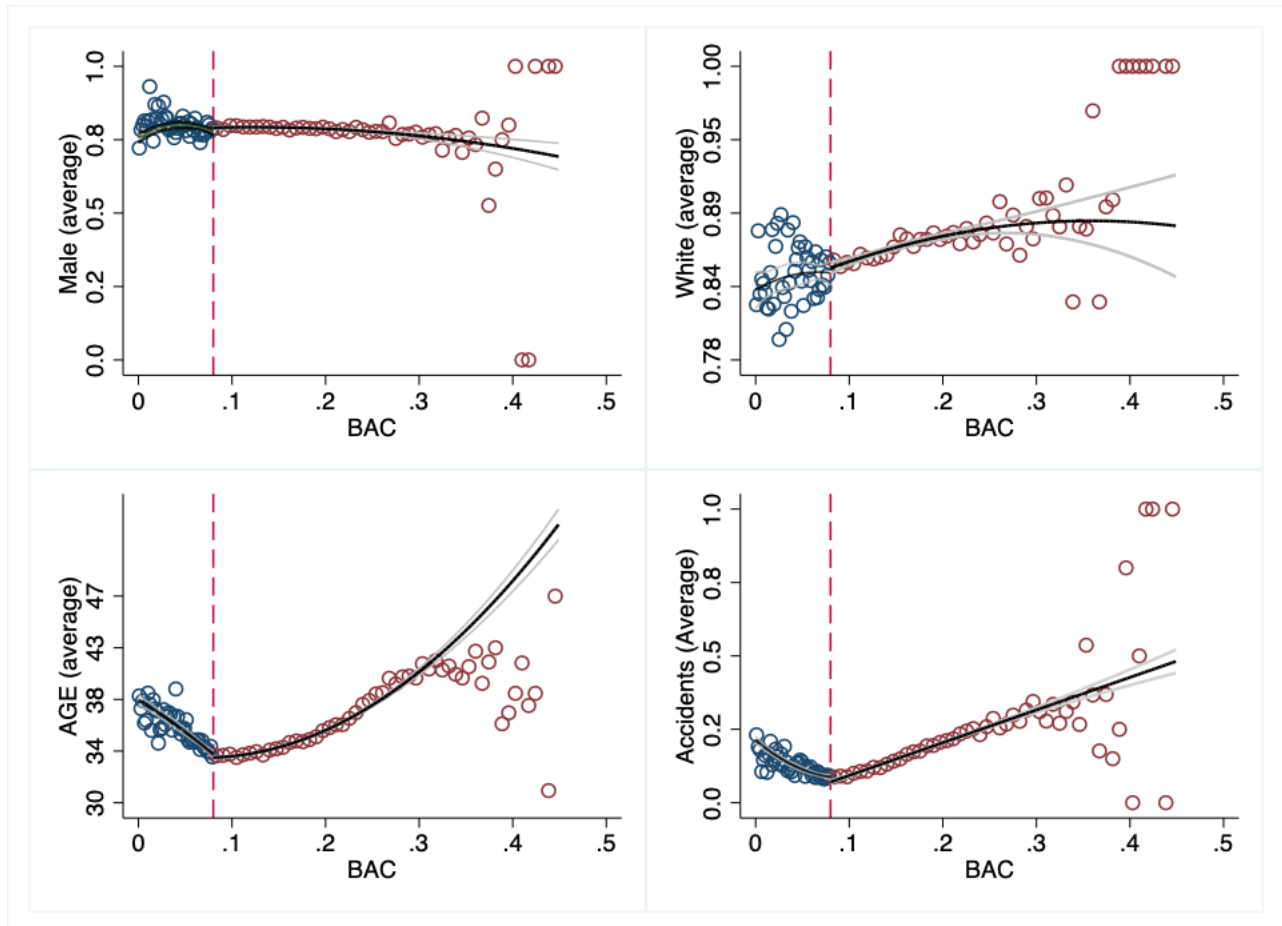 Male (average)
1.0
0.8
0.5
0.2
0.0
0 .1 .2 .3 .4 .5
BAC
White (average)
1.00
0.95
0.89
0.84
0.78
0 .1 .2 .3 .4 .5
BAC
AGE (average)
47
43
38
34
30
0 .1 .2 .3 .4 .5
BAC
Accidents (Average)
1.0
0.8
0.5
0.2
0.0
0 .1 .2 .3 .4 .5
BAC